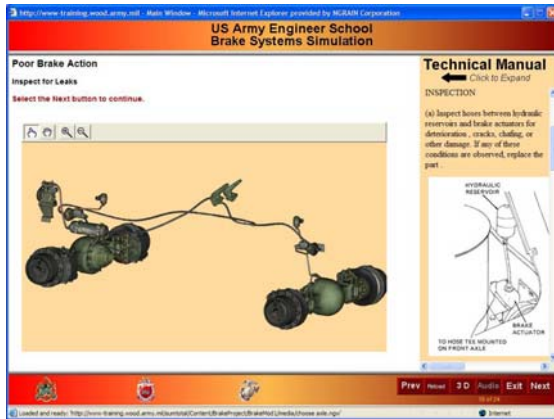 http://www-training.wood.army.mil - Main Window - Microsoft Internet Explorer provided by NGRAIN Corporation
US Army Engineer School
Brake Systems Simulation
Poor Brake Action
Inspect for Leaks
Select the Next button to continue.
Technical Manual
Click to Expand
INSPECTION
(a) Inspect hoses between hydraulic
reservoirs and brake actuators for
deterioration , cracks, chafing, or
other damage. If any of these
conditions are observed, replace the
part .
HYDRAULIC
RESERVOIR
BRAKE
ACTUATOR
TO HOSE TEE MOUNTED
ON FRONT AXLE
Prev Reload 3 D Audio Exit Next
Internet